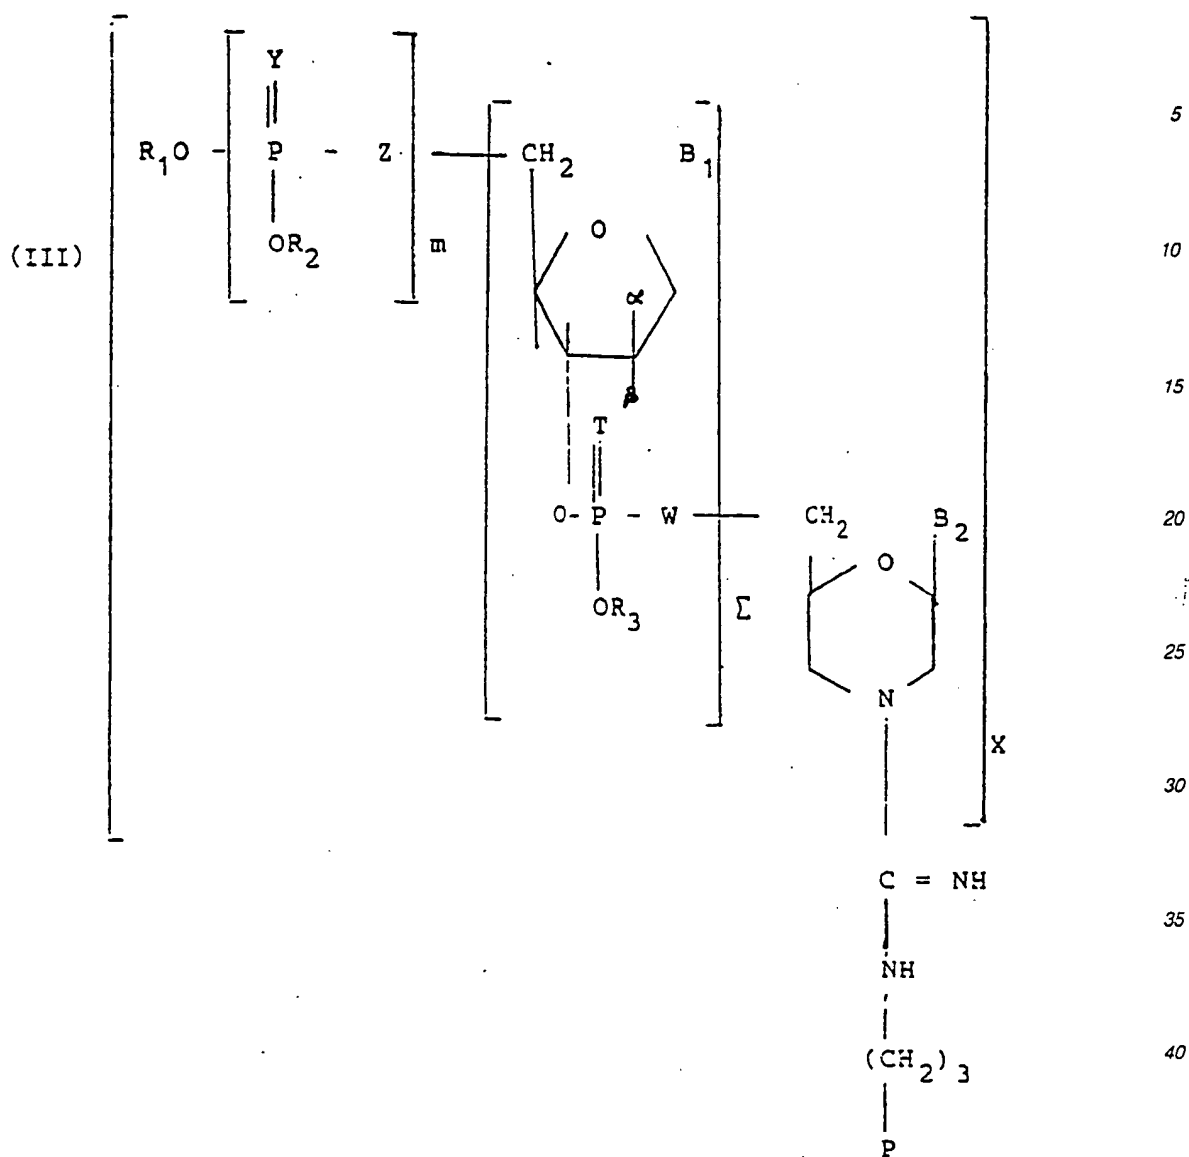 Y
5
R1O - P - Z CH2 B1
O
10
(III) OR2 m
α
15
β
T
O- P - W CH2 B2
20
O
OR3 Σ
25
N
X
30
C = NH
35
NH
(CH2)3
40
P